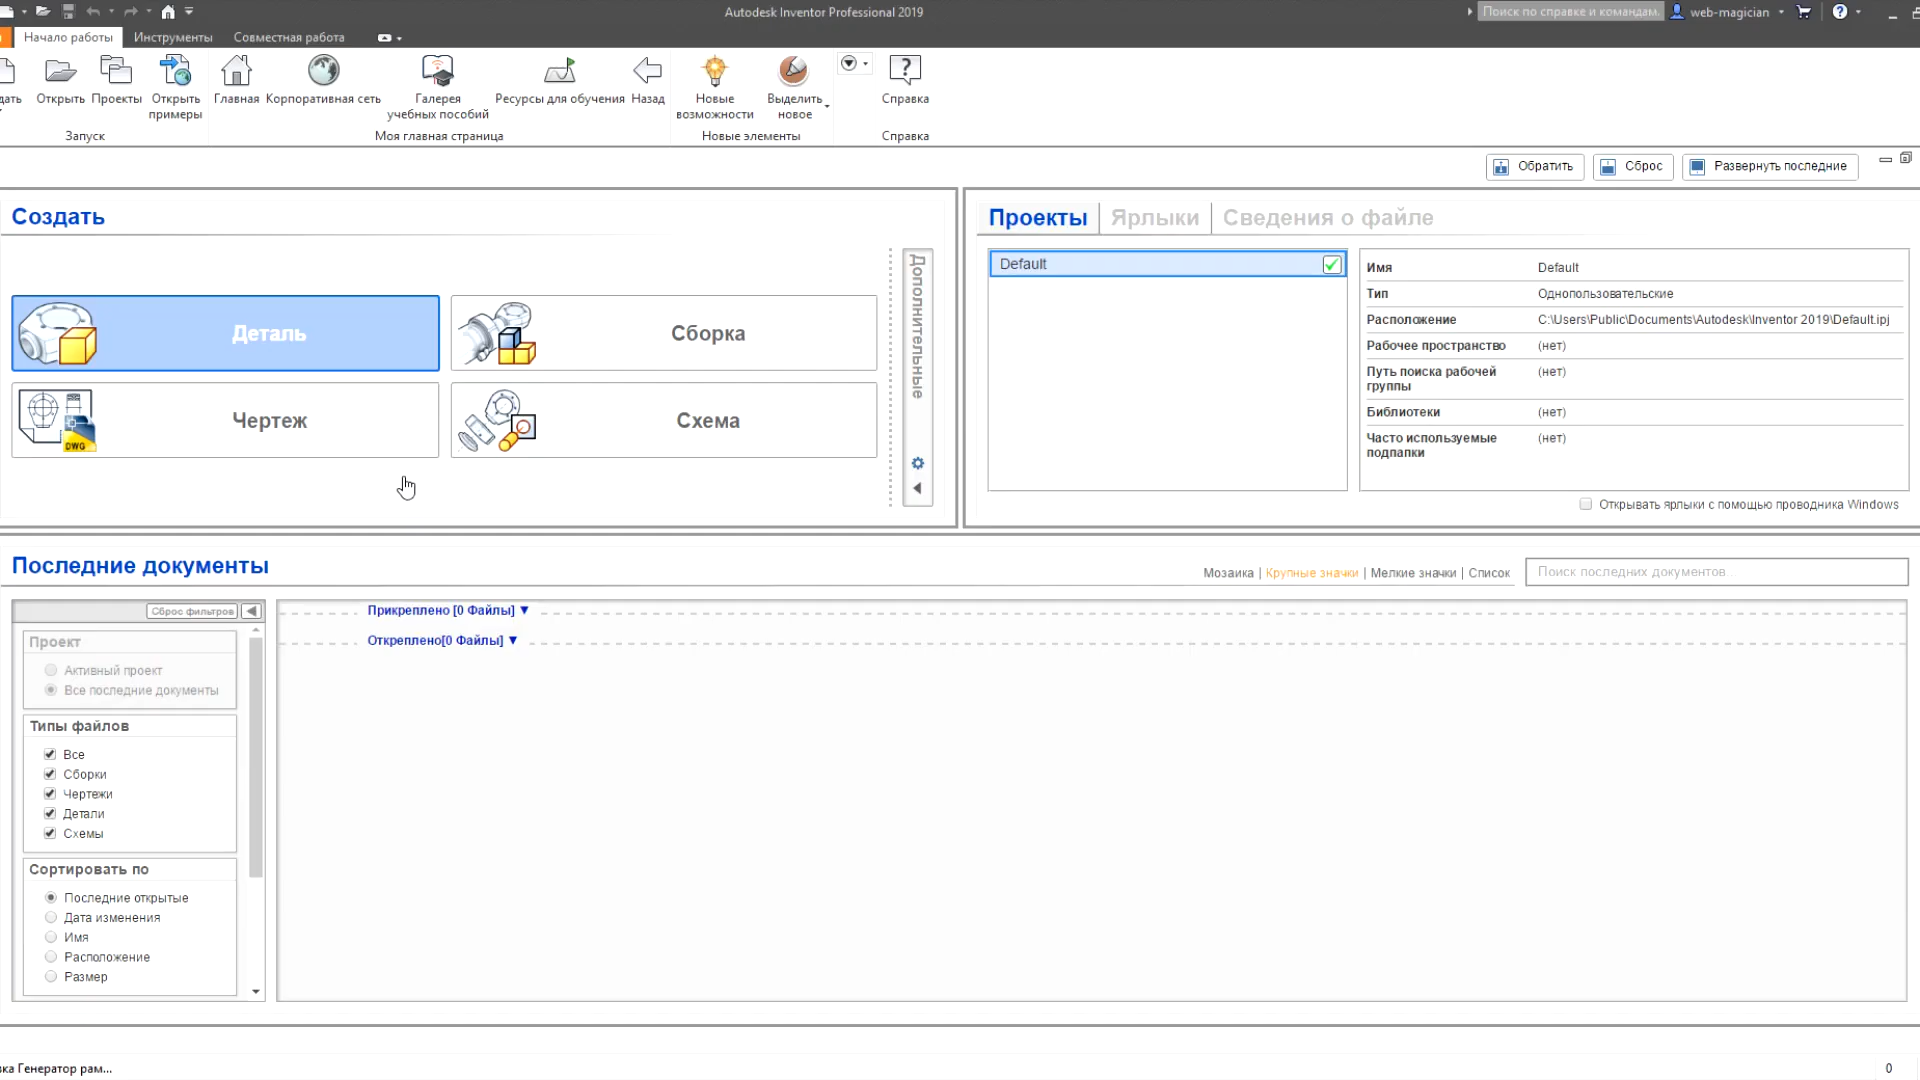 Autodesk Inventor Professional 2019
Поиск по справке и командам.
web-magician
Начало работы
Инструменты
Совместная работа
Открыть
Проекты
Открыть примеры
Главная
Корпоративная сеть
Галерея учебных пособий
Ресурсы для обучения
Назад
Новые возможности
Выделить новое
Справка
Запуск
Моя главная страница
Новые элементы
Справка
Обратить
Сброс
Развернуть последние
Создать
Деталь
Сборка
Чертеж
DWG
Схема
Дополнительные
Проекты
Ярлыки
Сведения о файле
Default
Имя Default
Тип Однопользовательские
Расположение C:\Users\Public\Documents\Autodesk\Inventor 2019\Default.ipj
Рабочее пространство (нет)
Путь поиска рабочей группы (нет)
Библиотеки (нет)
Часто используемые подпапки (нет)
Открывать ярлыки с помощью проводника Windows
Последние документы
Мозаика | Крупные значки | Мелкие значки | Список
Поиск последних документов...
Сброс фильтров
Проект
Активный проект
Все последние документы
Типы файлов
Все
Сборки
Чертежи
Детали
Схемы
Сортировать по
Последние открытые
Дата изменения
Имя
Расположение
Размер
Прикреплено [0 Файлы] ▼
Откреплено[0 Файлы] ▼
Генератор рам...
0